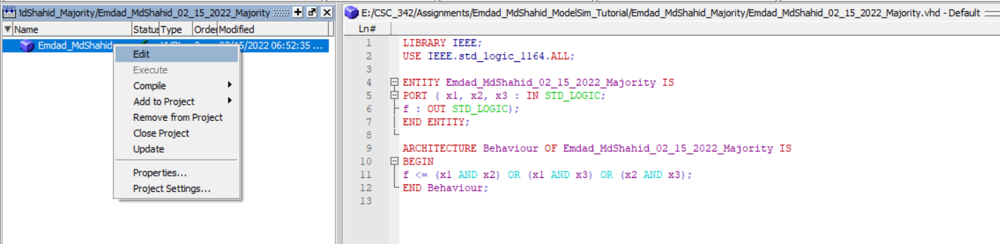 1dShahid_Majority/Emdad_MdShahid_02_15_2022_Majority
Name Status Type Order Modified
Emdad_MdShahid 02/15/2022 06:52:35 ...
Edit
Execute
Compile
Add to Project
Remove from Project
Close Project
Update
Properties...
Project Settings...
E:/CSC_342/Assignments/Emdad_MdShahid_ModelSim_Tutorial/Emdad_MdShahid_Majority/Emdad_MdShahid_02_15_2022_Majority.vhd - Default
Ln#
1 LIBRARY IEEE;
2 USE IEEE.std_logic_1164.ALL;
3
4 ENTITY Emdad_MdShahid_02_15_2022_Majority IS
5 PORT ( x1, x2, x3 : IN STD_LOGIC;
6 f : OUT STD_LOGIC);
7 END ENTITY;
8
9 ARCHITECTURE Behaviour OF Emdad_MdShahid_02_15_2022_Majority IS
10 BEGIN
11 f <= (x1 AND x2) OR (x1 AND x3) OR (x2 AND x3);
12 END Behaviour;
13